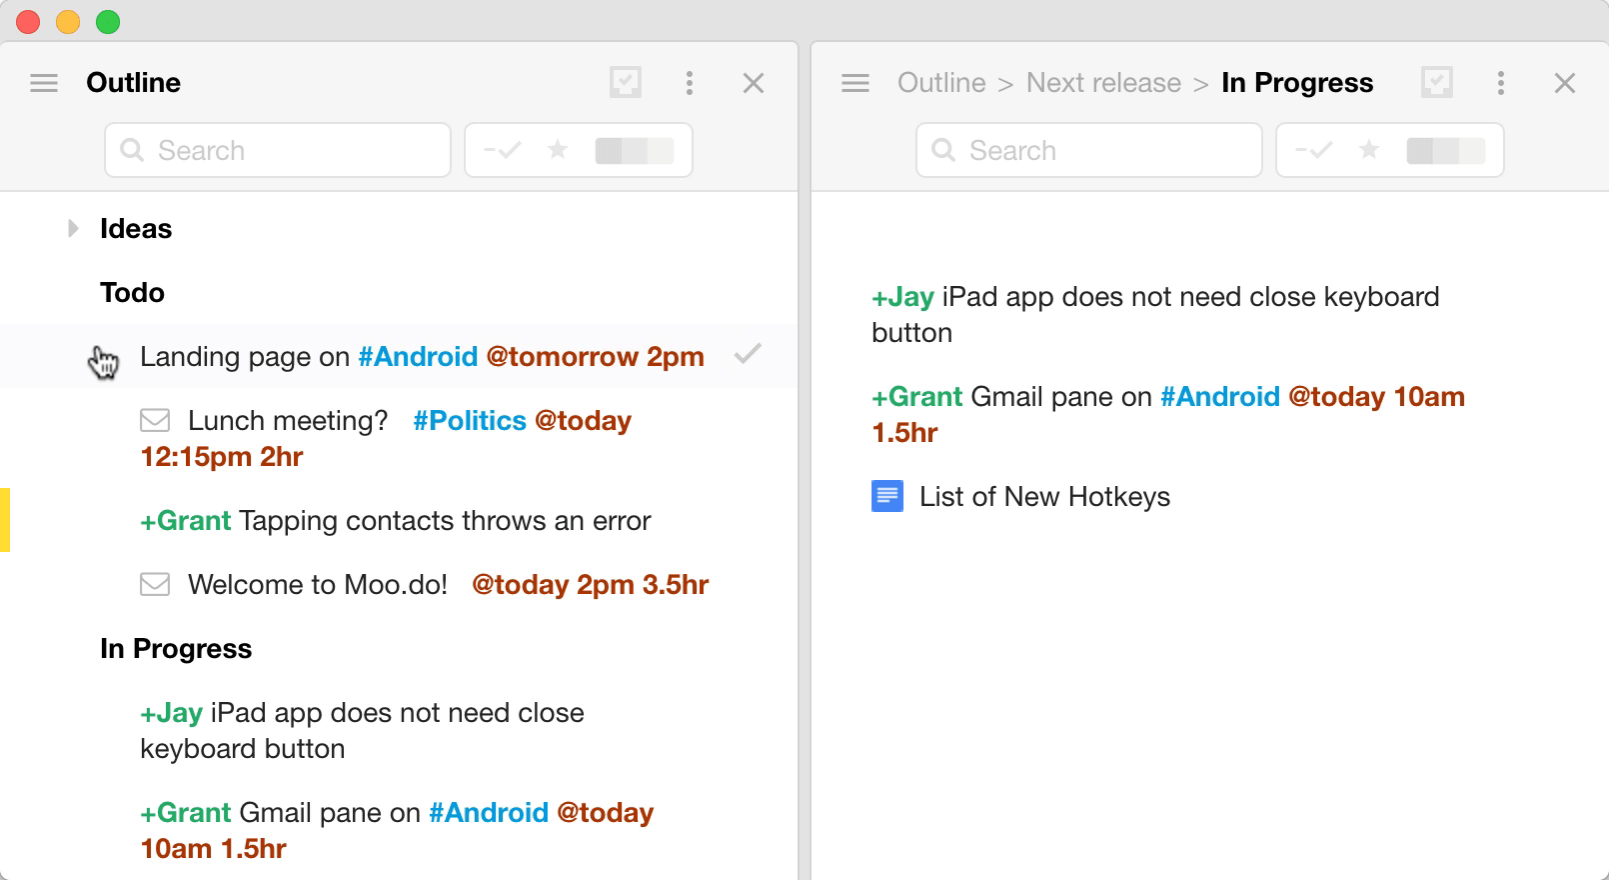 Outline
Search
Ideas
Todo
Landing page on #Android @tomorrow 2pm
Lunch meeting? #Politics @today
12:15pm 2hr
+Grant Tapping contacts throws an error
Welcome to Moo.do! @today 2pm 3.5hr
In Progress
+Jay iPad app does not need close
keyboard button
+Grant Gmail pane on #Android @today
10am 1.5hr
Outline > Next release > In Progress
Search
+Jay iPad app does not need close keyboard
button
+Grant Gmail pane on #Android @today 10am
1.5hr
List of New Hotkeys